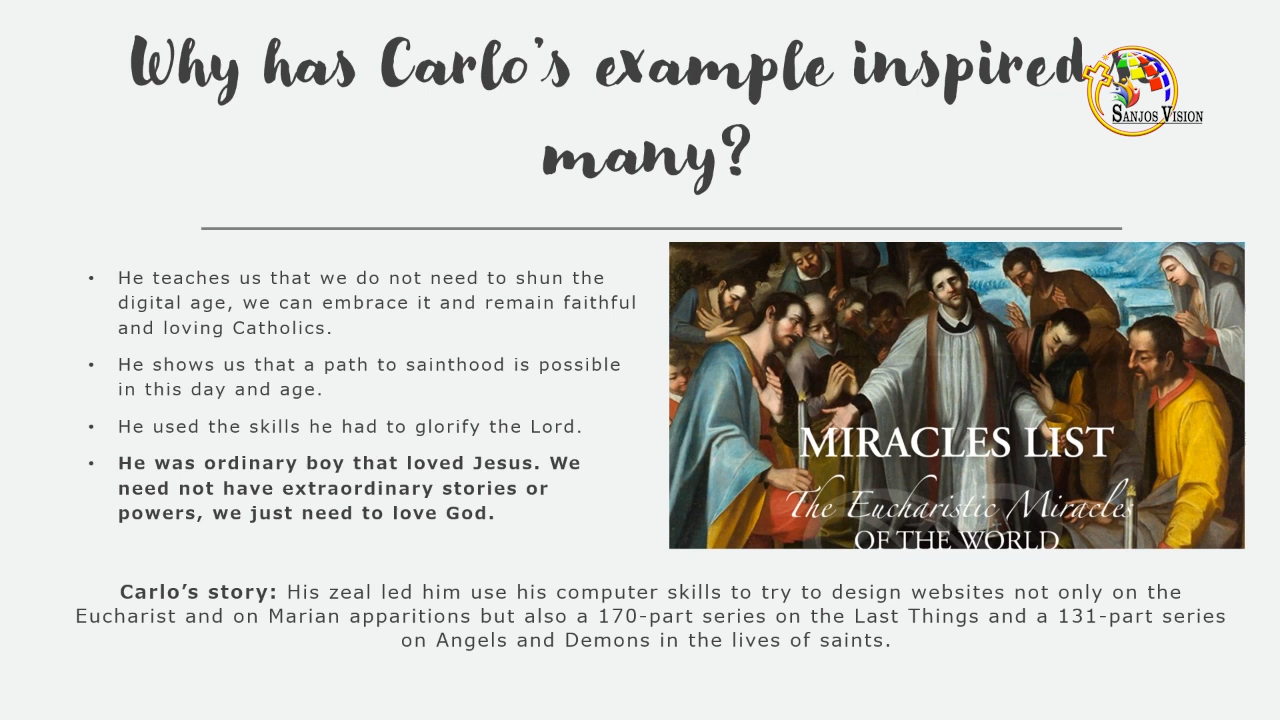 Why has Carlo's example inspired
many?
SANJOS VISION
• He teaches us that we do not need to shun the
digital age, we can embrace it and remain faithful
and loving Catholics.
• He shows us that a path to sainthood is possible
in this day and age.
• He used the skills he had to glorify the Lord.
• He was ordinary boy that loved Jesus. We
need not have extraordinary stories or
powers, we just need to love God.
MIRACLES LIST
The Eucharistic Miracles
OF THE WORLD
Carlo’s story: His zeal led him use his computer skills to try to design websites not only on the
Eucharist and on Marian apparitions but also a 170-part series on the Last Things and a 131-part series
on Angels and Demons in the lives of saints.